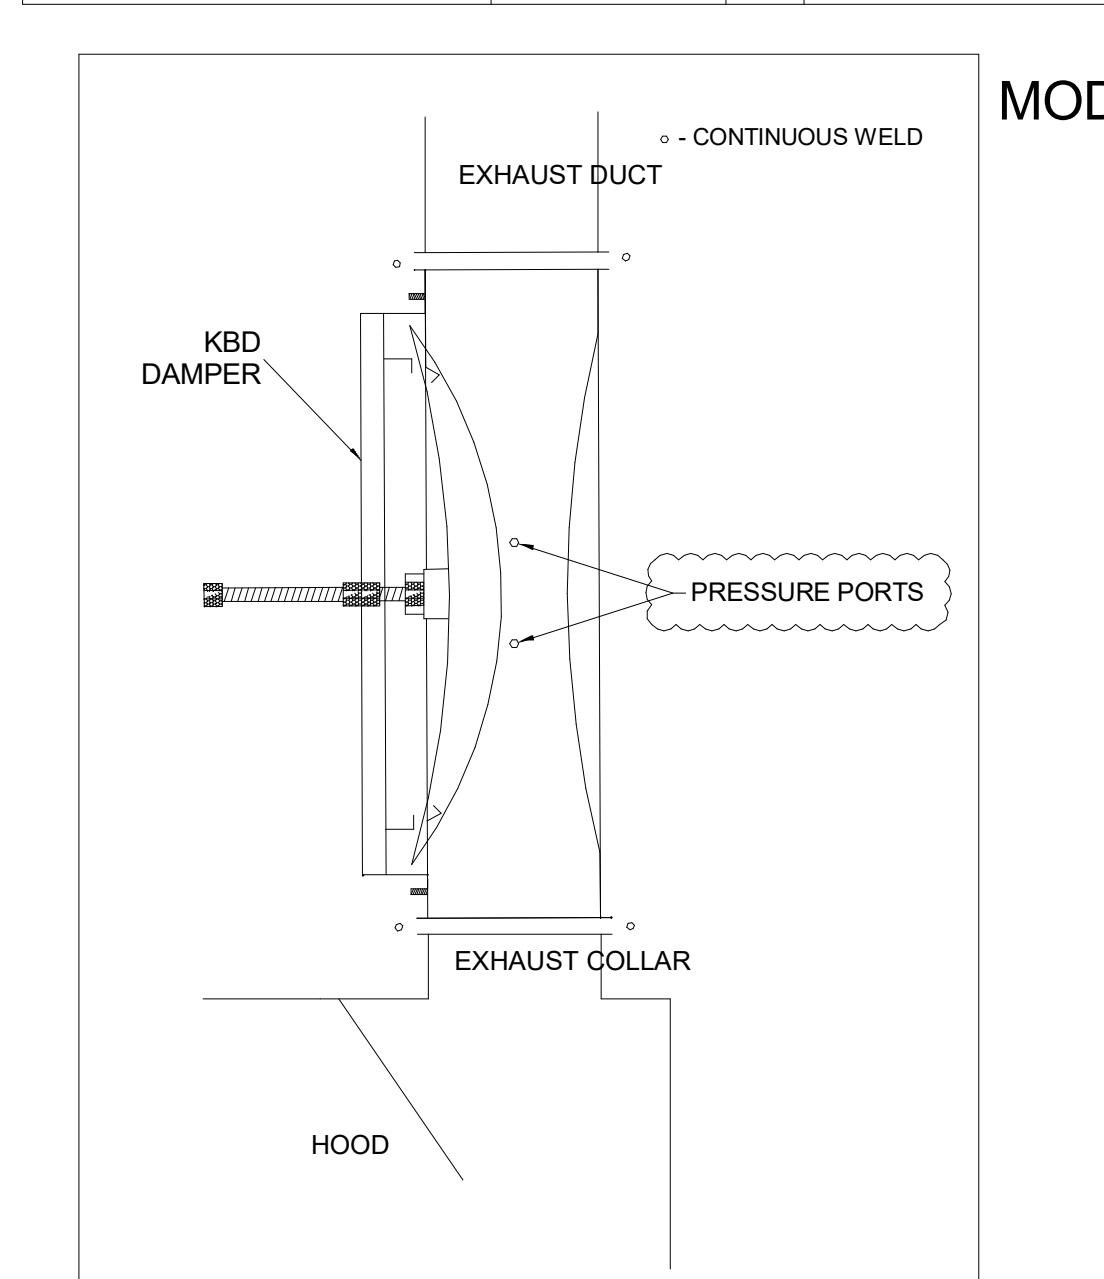 MOD
- CONTINUOUS WELD
EXHAUST DUCT
KBD
DAMPER
PRESSURE PORTS
EXHAUST COLLAR
HOOD